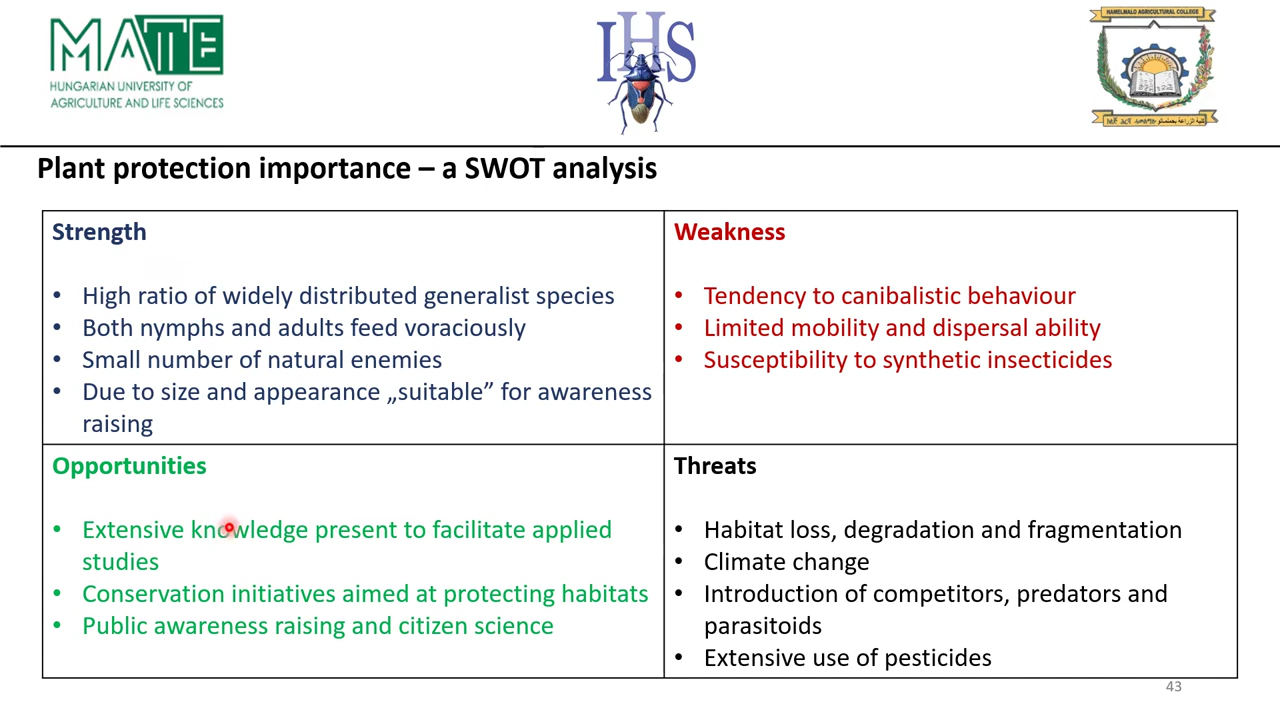 MATE
HUNGARIAN UNIVERSITY OF
AGRICULTURE AND LIFE SCIENCES
IHS
HAMELMALO AGRICULTURAL COLLEGE
كلية الزراعة بحملمالو
Plant protection importance – a SWOT analysis
Strength
• High ratio of widely distributed generalist species
• Both nymphs and adults feed voraciously
• Small number of natural enemies
• Due to size and appearance „suitable” for awareness
raising
Weakness
• Tendency to canibalistic behaviour
• Limited mobility and dispersal ability
• Susceptibility to synthetic insecticides
Opportunities
• Extensive knowledge present to facilitate applied
studies
• Conservation initiatives aimed at protecting habitats
• Public awareness raising and citizen science
Threats
• Habitat loss, degradation and fragmentation
• Climate change
• Introduction of competitors, predators and
parasitoids
• Extensive use of pesticides
43